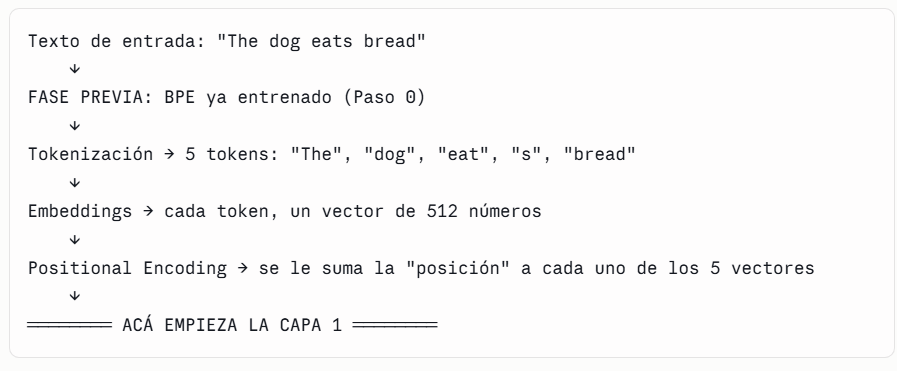 Texto de entrada: "The dog eats bread"
↓
FASE PREVIA: BPE ya entrenado (Paso 0)
↓
Tokenización → 5 tokens: "The", "dog", "eat", "s", "bread"
↓
Embeddings → cada token, un vector de 512 números
↓
Positional Encoding → se le suma la "posición" a cada uno de los 5 vectores
↓
════════ ACÁ EMPIEZA LA CAPA 1 ════════